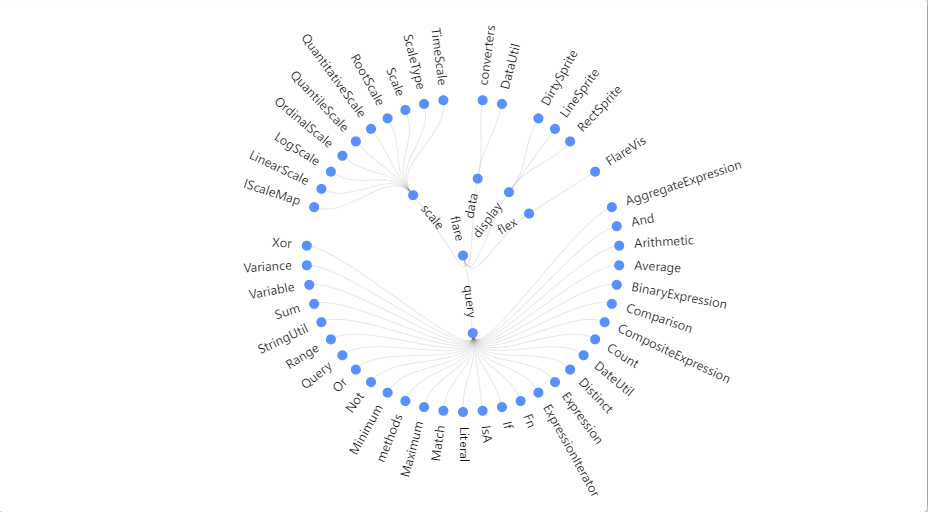 flare
data
converters
DataUtil
display
DirtySprite
LineSprite
RectSprite
flex
FlareVis
query
AggregateExpression
And
Arithmetic
Average
BinaryExpression
Comparison
CompositeExpression
Count
DateUtil
Distinct
Expression
ExpressionIterator
Fn
If
IsA
Literal
Match
Maximum
methods
Minimum
Not
Or
Query
Range
StringUtil
Sum
Variable
Variance
Xor
scale
IScaleMap
LinearScale
LogScale
OrdinalScale
QuantileScale
QuantitativeScale
RootScale
Scale
ScaleType
TimeScale